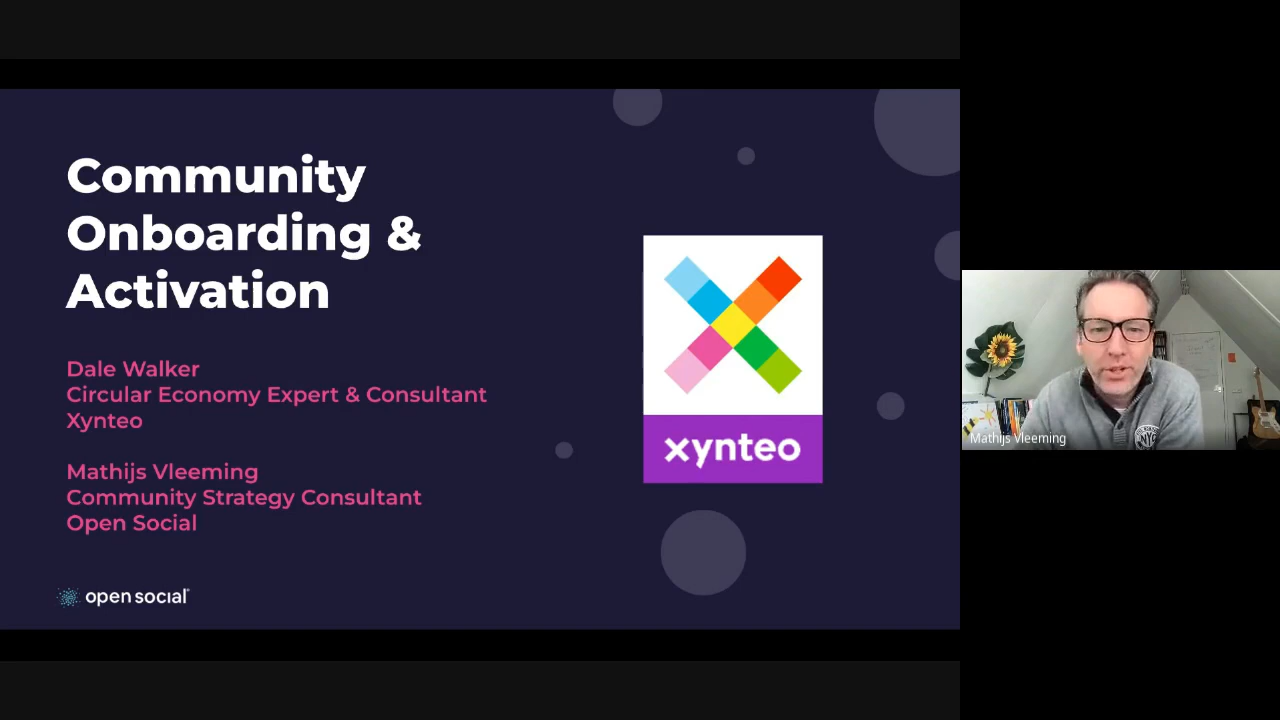 Community
Onboarding &
Activation
Dale Walker
Circular Economy Expert & Consultant
Xynteo
Mathijs Vleeming
Community Strategy Consultant
Open Social
open social
xynteo
Mathijs Vleeming